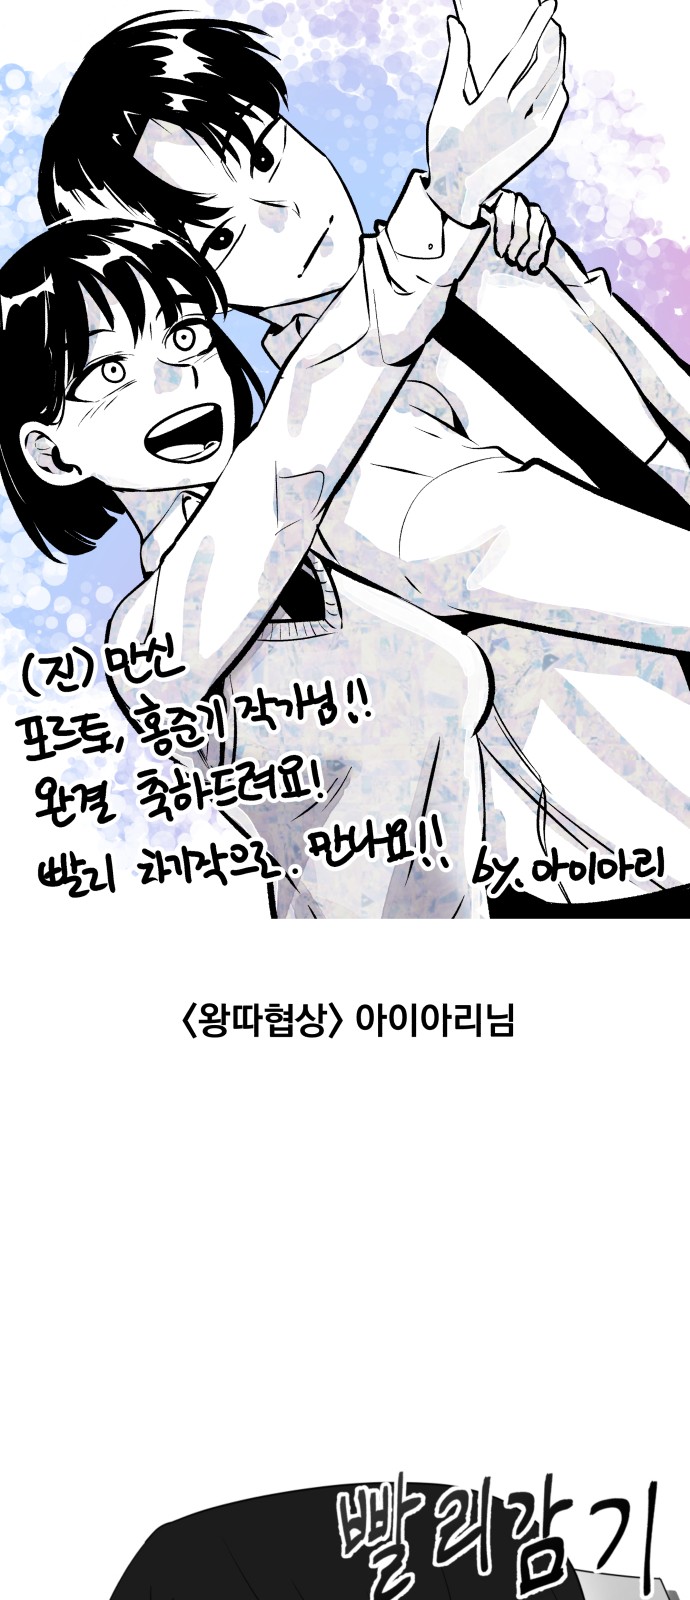 (진) 만신
포르토, 홍준기 작가님!!
완결 축하드려요!
빨리 차기작으로. 만나요!! by. 아이아리
<왕따협상> 아이아리님
빨리감기